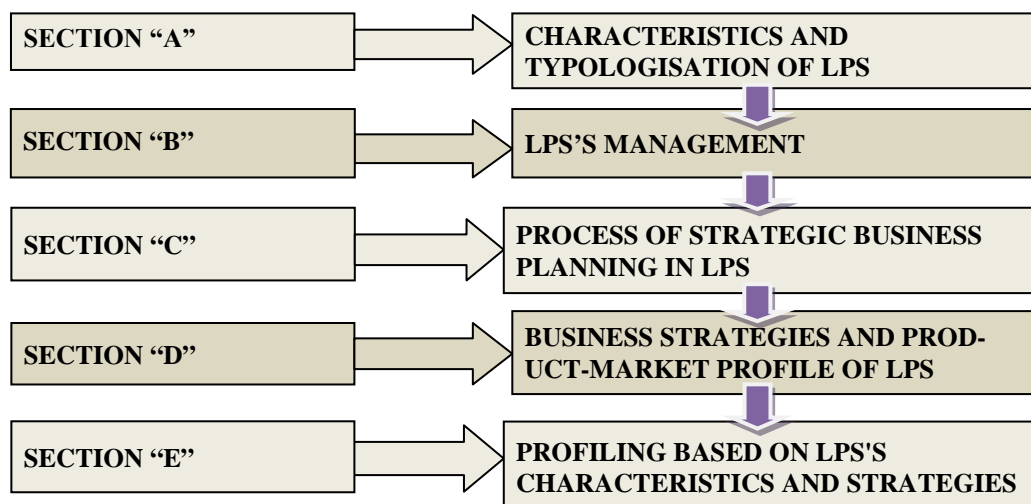 SECTION “A”
CHARACTERISTICS AND
TYPOLOGISATION OF LPS
SECTION “B”
LPS’S MANAGEMENT
SECTION “C”
PROCESS OF STRATEGIC BUSINESS
PLANNING IN LPS
SECTION “D”
BUSINESS STRATEGIES AND PROD-
UCT-MARKET PROFILE OF LPS
SECTION “E”
PROFILING BASED ON LPS'S
CHARACTERISTICS AND STRATEGIES